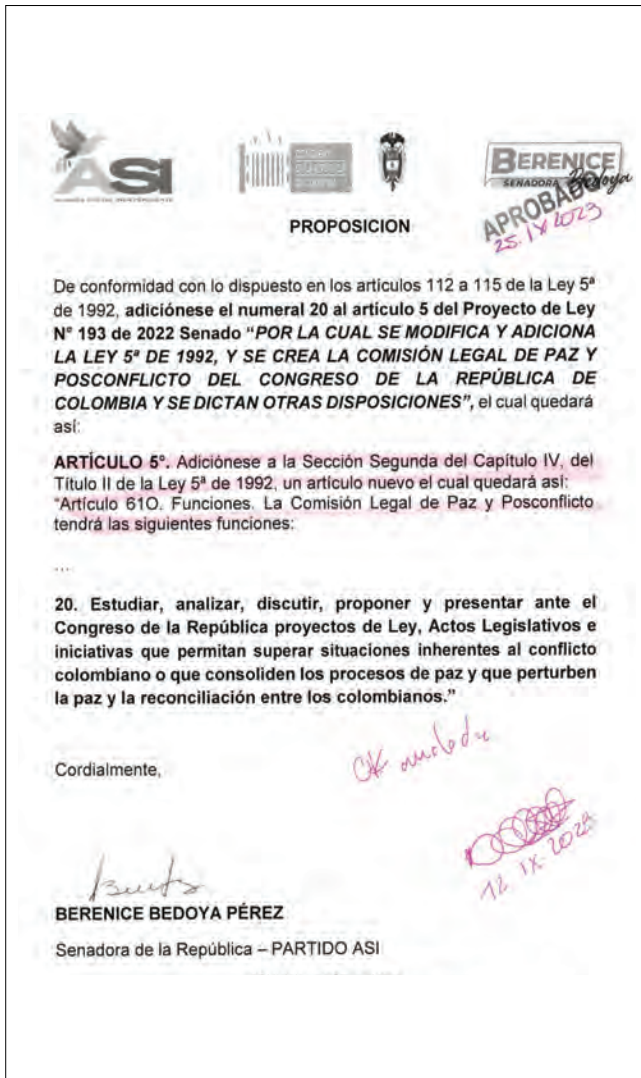 ASI
ALIANZA SOCIAL INDEPENDIENTE
BERENICE
SENADORA Bedoya
APROBADO
25. IX 2023
PROPOSICION
De conformidad con lo dispuesto en los artículos 112 a 115 de la Ley 5ª
de 1992, adiciónese el numeral 20 al artículo 5 del Proyecto de Ley
N° 193 de 2022 Senado “POR LA CUAL SE MODIFICA Y ADICIONA
LA LEY 5ª DE 1992, Y SE CREA LA COMISIÓN LEGAL DE PAZ Y
POSCONFLICTO DEL CONGRESO DE LA REPÚBLICA DE
COLOMBIA Y SE DICTAN OTRAS DISPOSICIONES”, el cual quedará
así:
ARTÍCULO 5°. Adiciónese a la Sección Segunda del Capítulo IV, del
Título II de la Ley 5ª de 1992, un artículo nuevo el cual quedará así:
“Artículo 61O. Funciones. La Comisión Legal de Paz y Posconflicto
tendrá las siguientes funciones:
...
20. Estudiar, analizar, discutir, proponer y presentar ante el
Congreso de la República proyectos de Ley, Actos Legislativos e
iniciativas que permitan superar situaciones inherentes al conflicto
colombiano o que consoliden los procesos de paz y que perturben
la paz y la reconciliación entre los colombianos.”
Cordialmente,
OK
12 IX-2023
BERENICE BEDOYA PÉREZ
Senadora de la República – PARTIDO ASI